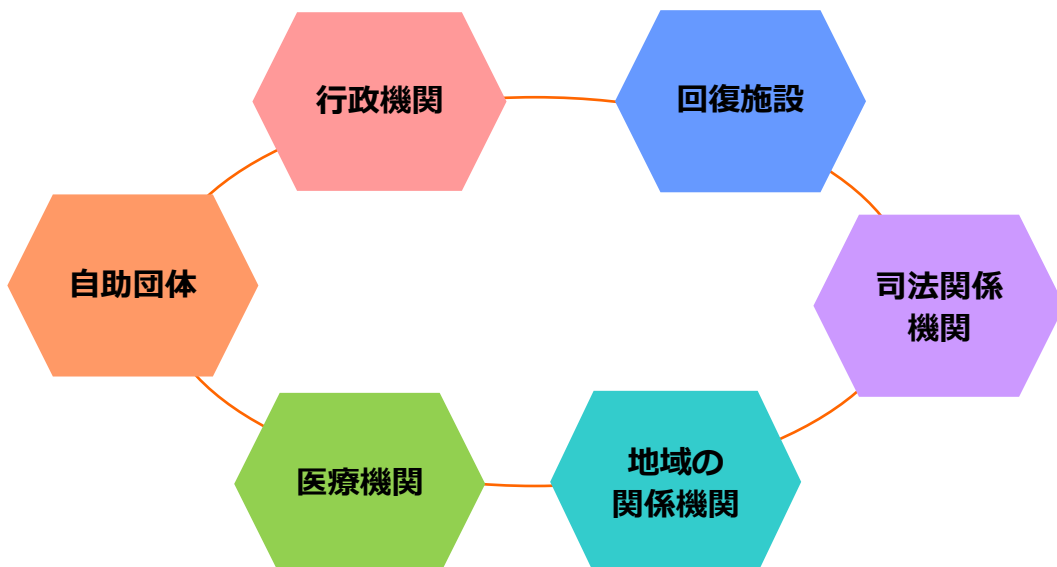 行政機関
回復施設
自助団体
司法関係
機関
医療機関
地域の
関係機関